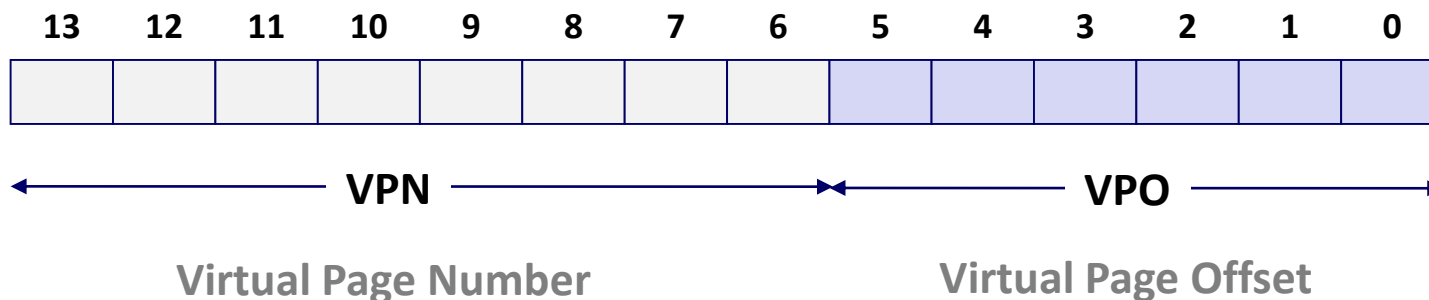 13 12 11 10 9 8 7 6 5 4 3 2 1 0
VPN VPO
Virtual Page Number Virtual Page Offset